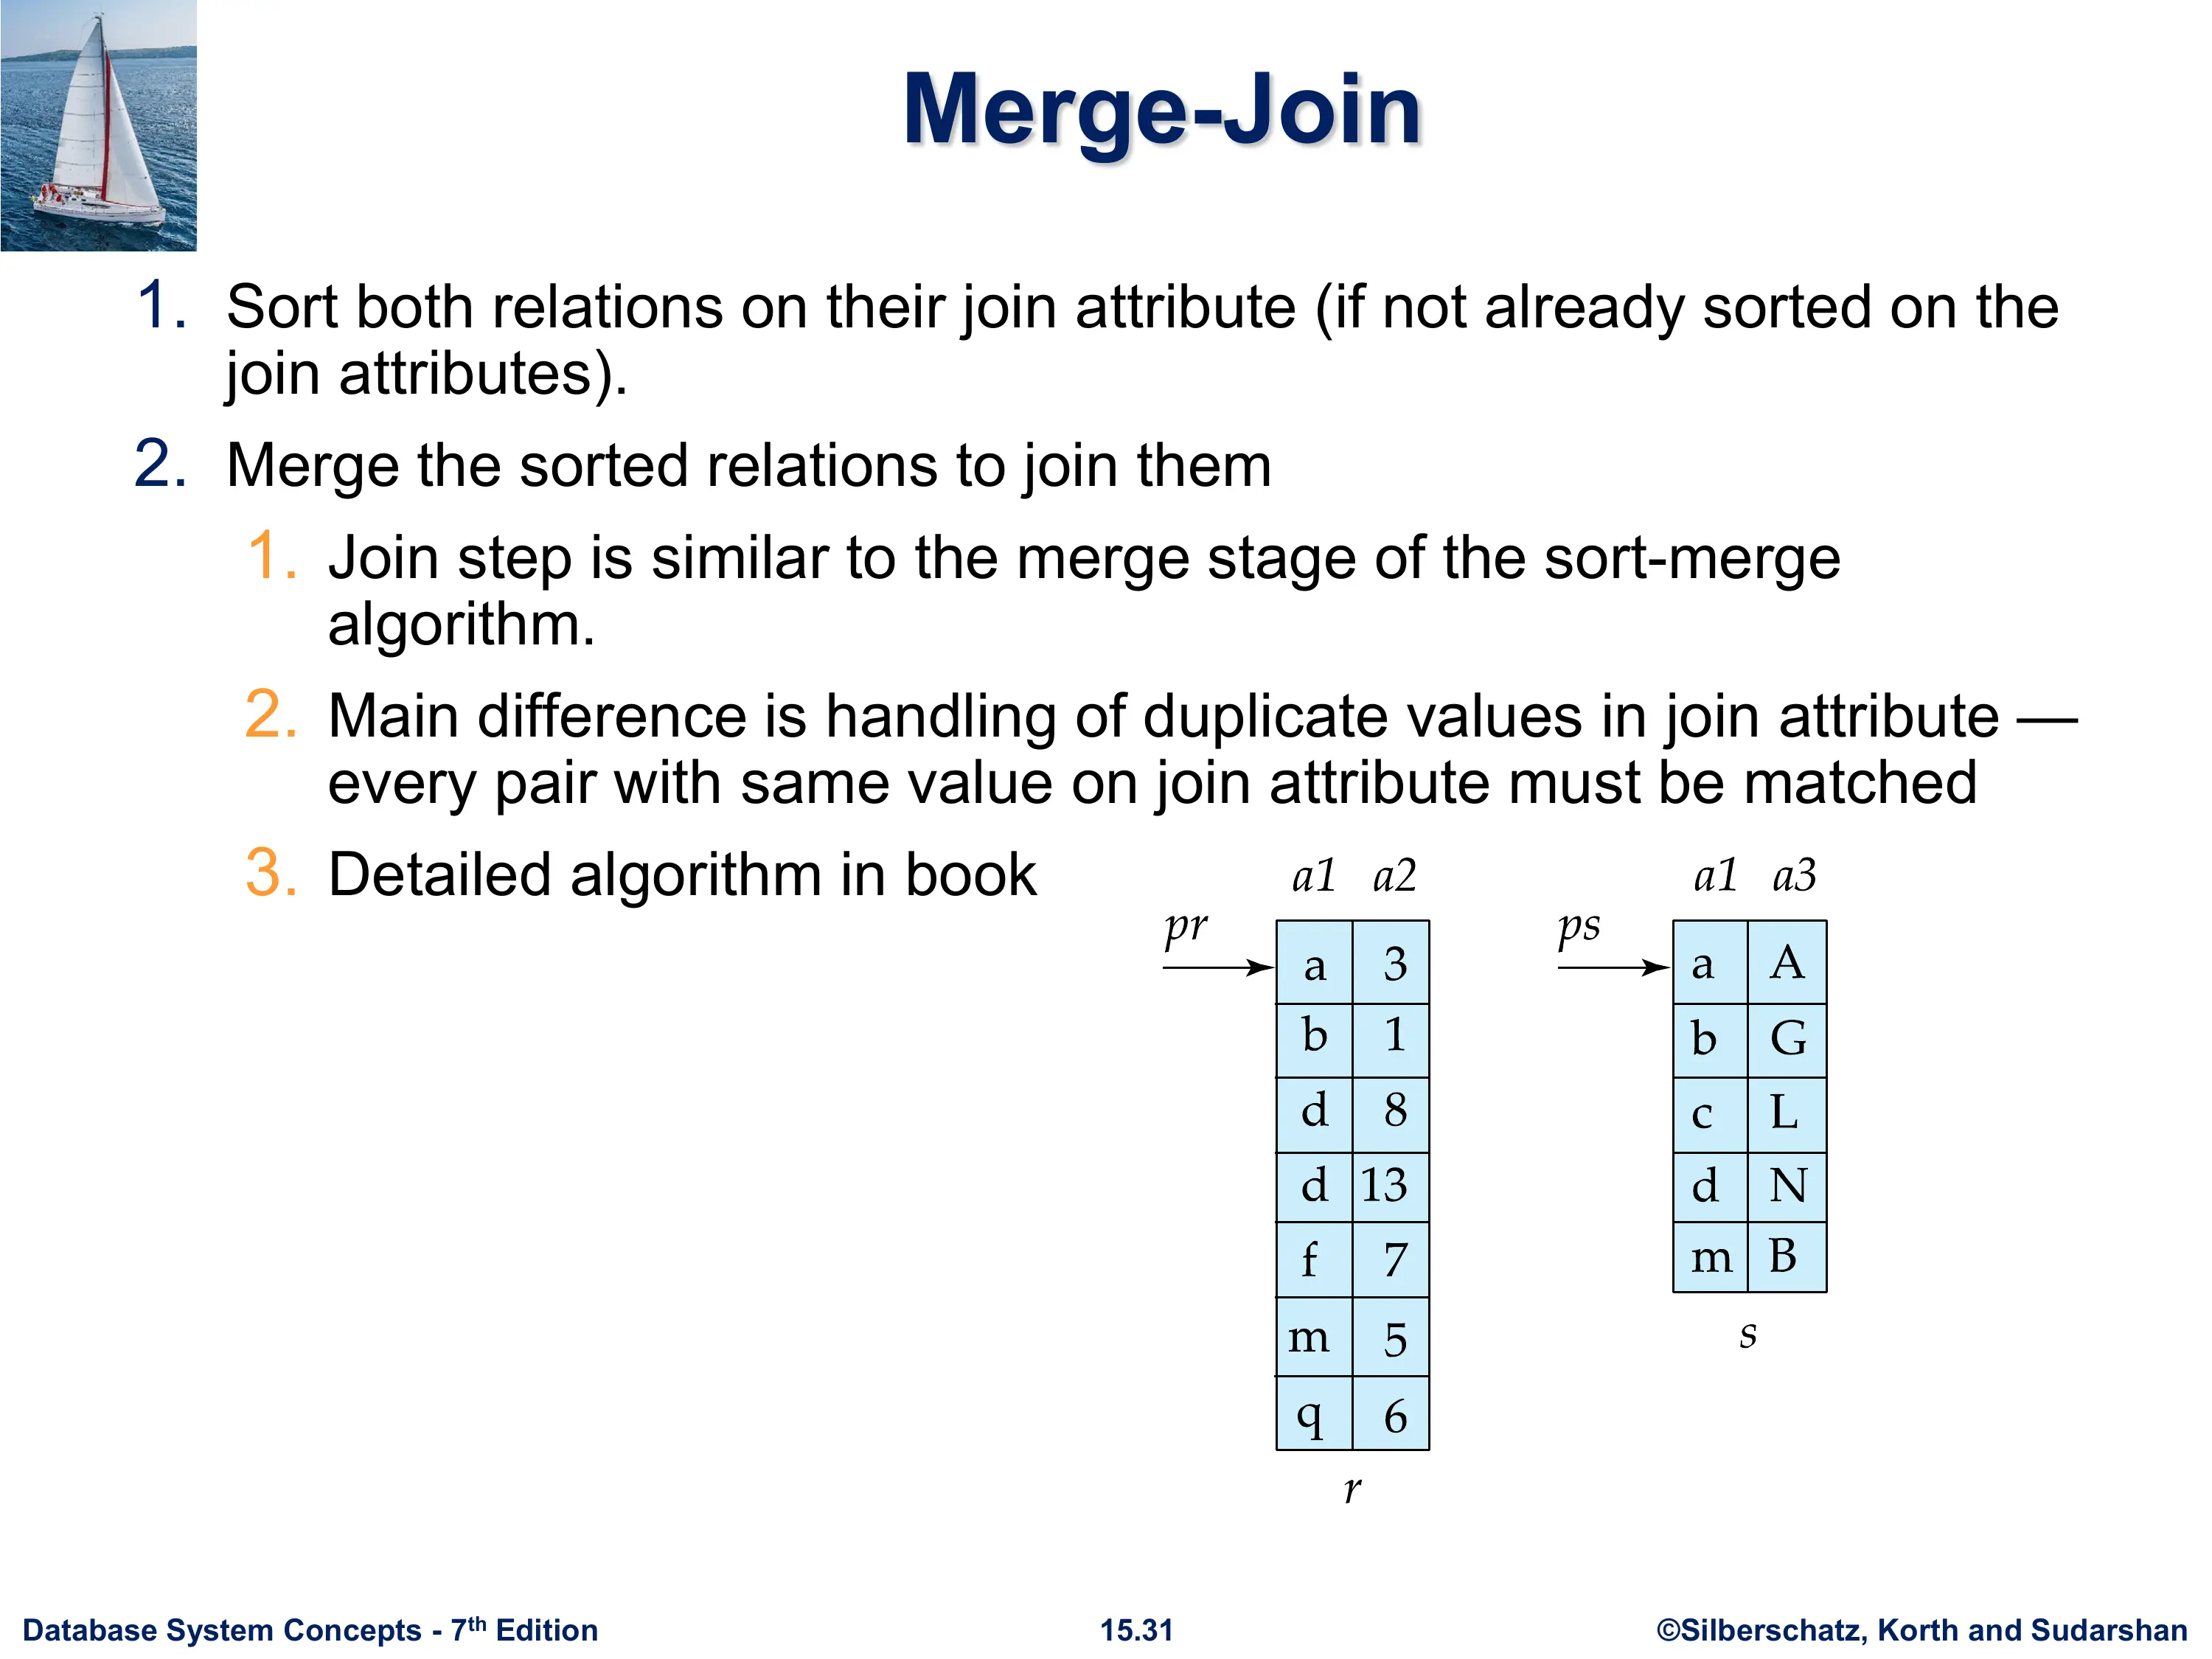 Merge-Join
1. Sort both relations on their join attribute (if not already sorted on the
join attributes).
2. Merge the sorted relations to join them
1. Join step is similar to the merge stage of the sort-merge
algorithm.
2. Main difference is handling of duplicate values in join attribute —
every pair with same value on join attribute must be matched
3. Detailed algorithm in book
a1 a2
pr
a 3
b 1
d 8
d 13
f 7
m 5
q 6
r
a1 a3
ps
a A
b G
c L
d N
m B
s
Database System Concepts - 7th Edition
15.31
©Silberschatz, Korth and Sudarshan